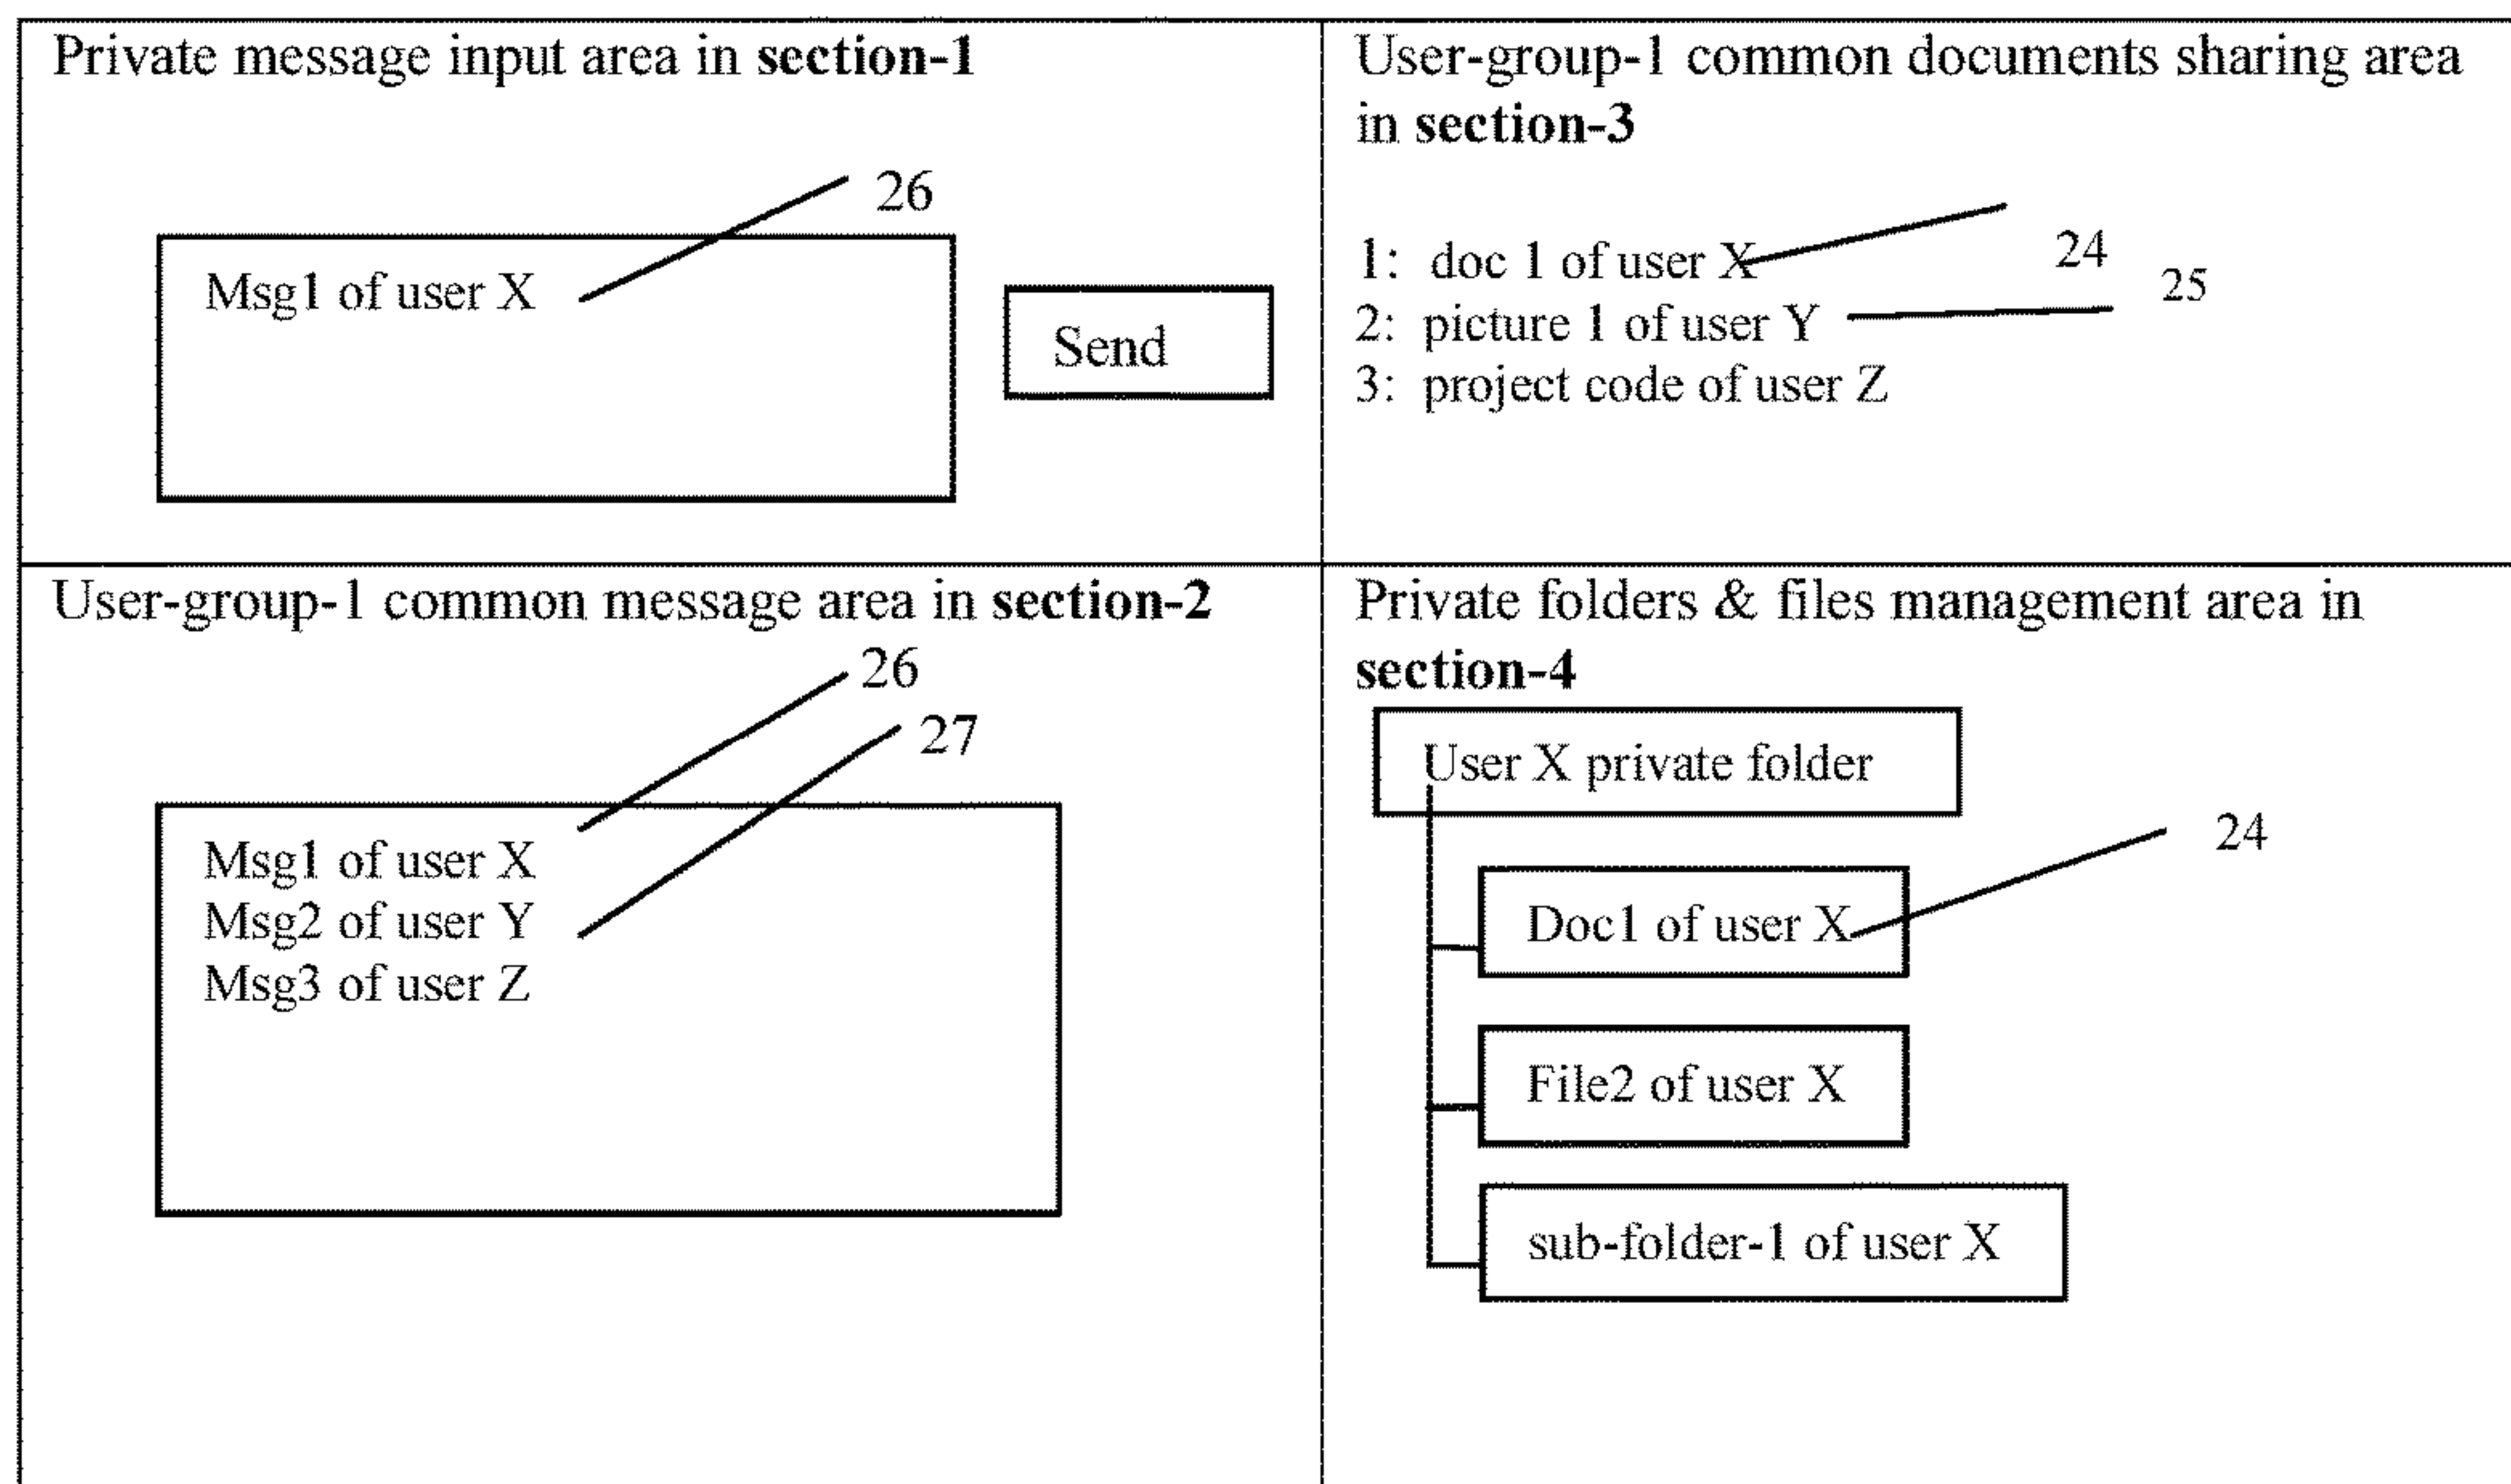 Private message input area in section-1
26
Msg1 of user X
Send
User-group-1 common documents sharing area
in section-3
1: doc 1 of user X
24
25
2: picture 1 of user Y
3: project code of user Z
User-group-1 common message area in section-2
26
27
Msg1 of user X
Msg2 of user Y
Msg3 of user Z
Private folders & files management area in
section-4
User X private folder
24
Doc1 of user X
File2 of user X
sub-folder-1 of user X